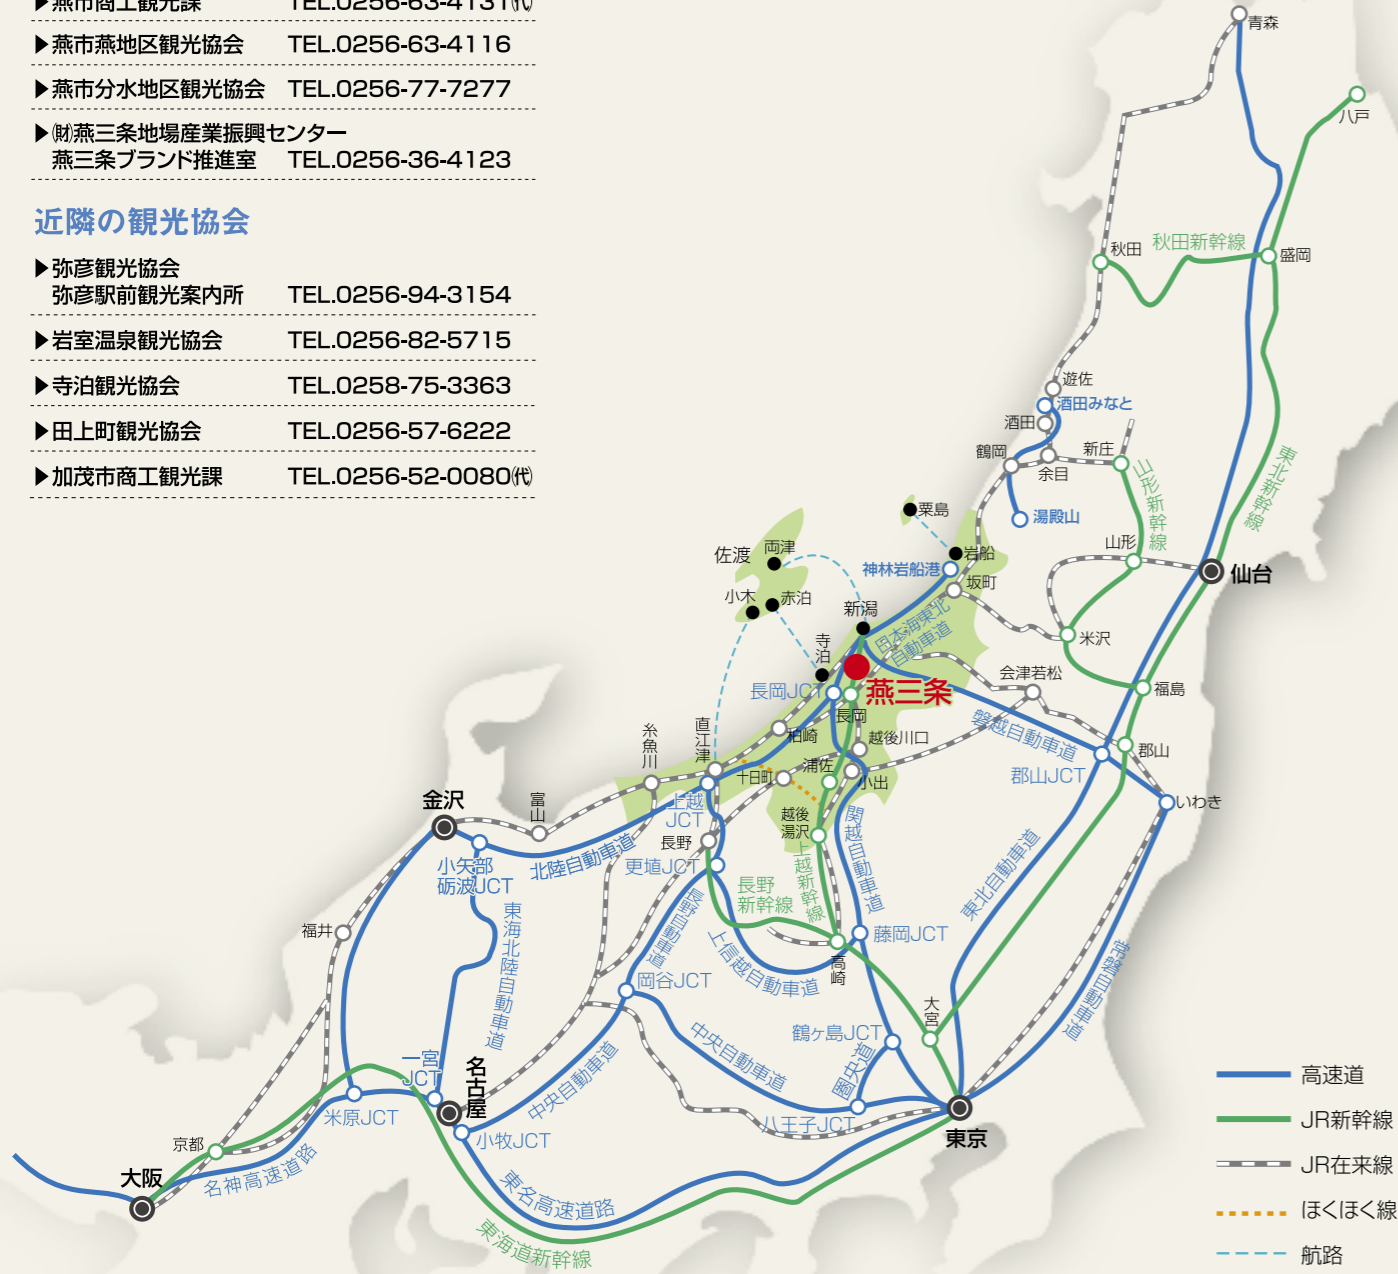 ▶燕市商工観光課 TEL.0256-63-4131㈹
▶燕市燕地区観光協会 TEL.0256-63-4116
▶燕市分水地区観光協会 TEL.0256-77-7277
▶㈶燕三条地場産業振興センター
燕三条ブランド推進室 TEL.0256-36-4123
近隣の観光協会
▶弥彦観光協会
弥彦駅前観光案内所 TEL.0256-94-3154
▶岩室温泉観光協会 TEL.0256-82-5715
▶寺泊観光協会 TEL.0258-75-3363
▶田上町観光協会 TEL.0256-57-6222
▶加茂市商工観光課 TEL.0256-52-0080㈹
青森
八戸
秋田
秋田新幹線
盛岡
遊佐
酒田みなと
酒田
鶴岡
余目
新庄
山形新幹線
東北新幹線
湯殿山
粟島
岩船
神林岩船港
坂町
山形
仙台
佐渡
両津
小木
赤泊
新潟
日本海東北
自動車道
米沢
寺泊
燕三条
会津若松
福島
長岡JCT
長岡
磐越自動車道
郡山
郡山JCT
いわき
柏崎
越後川口
糸魚川
直江津
十日町
浦佐
小出
上越
JCT
越後
湯沢
関越自動車道
上越新幹線
金沢
富山
長野
小矢部
砺波JCT
北陸自動車道
更埴JCT
長野
新幹線
長野自動車道
東北自動車道
東海北陸自動車道
福井
上信越自動車道
藤岡JCT
高崎
常磐自動車道
岡谷JCT
大宮
鶴ヶ島JCT
中央自動車道
圏央道
一宮
JCT
名古屋
中央自動車道
八王子JCT
東京
米原JCT
小牧JCT
京都
大阪
名神高速道路
東名高速道路
東海道新幹線
高速道
JR新幹線
JR在来線
ほくほく線
航路